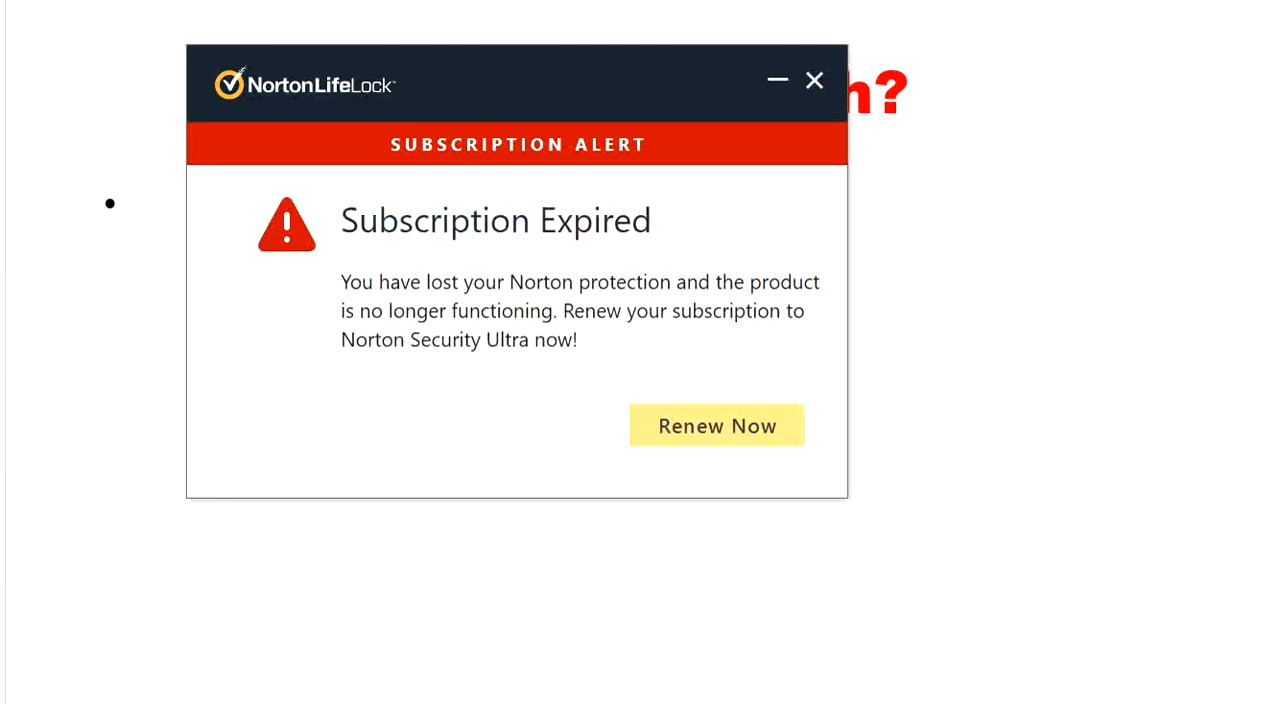 NortonLifeLock
h?
SUBSCRIPTION ALERT
Subscription Expired
You have lost your Norton protection and the product
is no longer functioning. Renew your subscription to
Norton Security Ultra now!
Renew Now